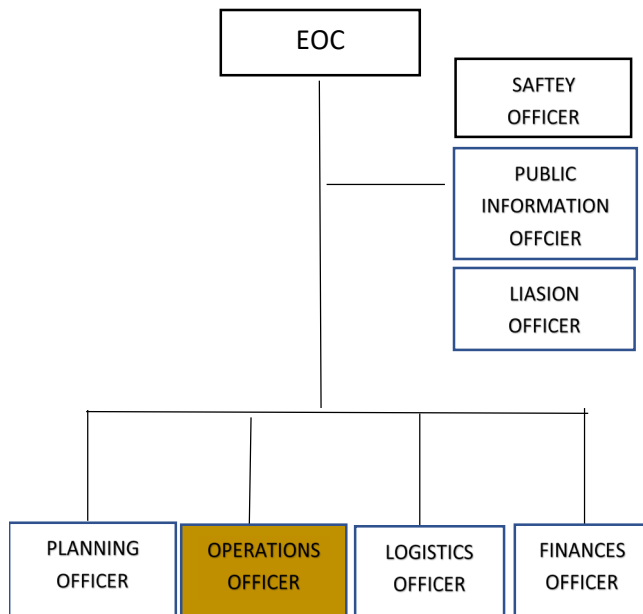 EOC
SAFTEY
OFFICER
PUBLIC
INFORMATION
OFFCIER
LIASION
OFFICER
PLANNING
OFFICER
OPERATIONS
OFFICER
LOGISTICS
OFFICER
FINANCES
OFFICER